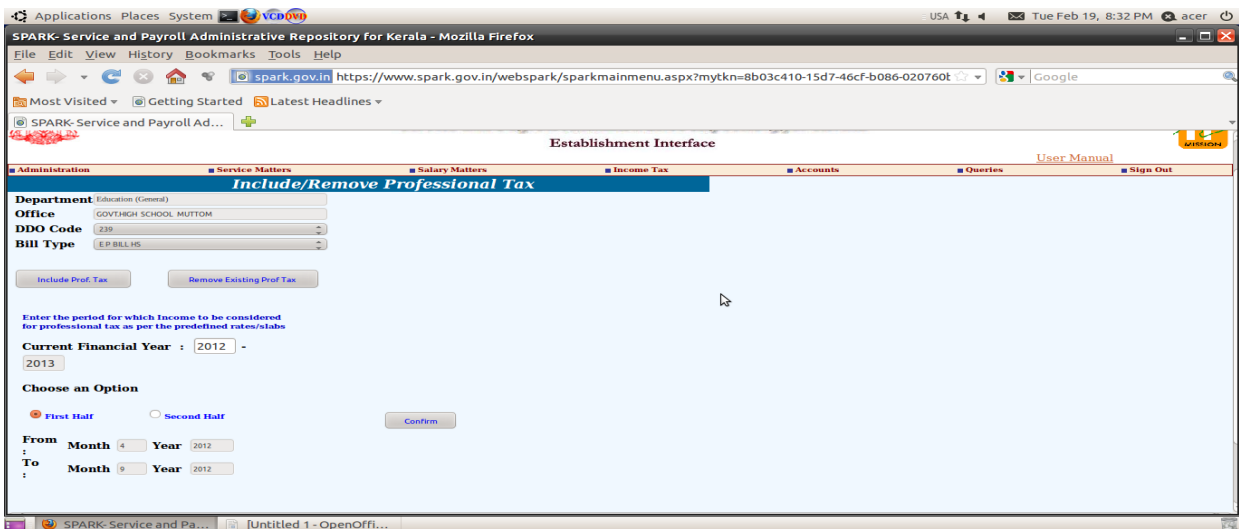 Applications Places System VCD DVD USA Tue Feb 19, 8:32 PM acer
SPARK- Service and Payroll Administrative Repository for Kerala - Mozilla Firefox
File Edit View History Bookmarks Tools Help
spark.gov.in https://www.spark.gov.in/webspark/sparkmainmenu.aspx?mytkn=8b03c410-15d7-46cf-b086-020760b Google
Most Visited Getting Started Latest Headlines
SPARK- Service and Payroll Ad...
Establishment Interface
MISSION
User Manual
Administration Service Matters Salary Matters Income Tax Accounts Queries Sign Out
Include/Remove Professional Tax
Department Education (General)
Office GOVT.HIGH SCHOOL MUTTOM
DDO Code 239
Bill Type E P BILL HS
Include Prof. Tax Remove Existing Prof Tax
Enter the period for which Income to be considered
for professional tax as per the predefined rates/slabs
Current Financial Year : 2012 -
2013
Choose an Option
First Half Second Half Confirm
From : Month 4 Year 2012
To : Month 9 Year 2012
SPARK- Service and Pa... [Untitled 1 - OpenOffi...